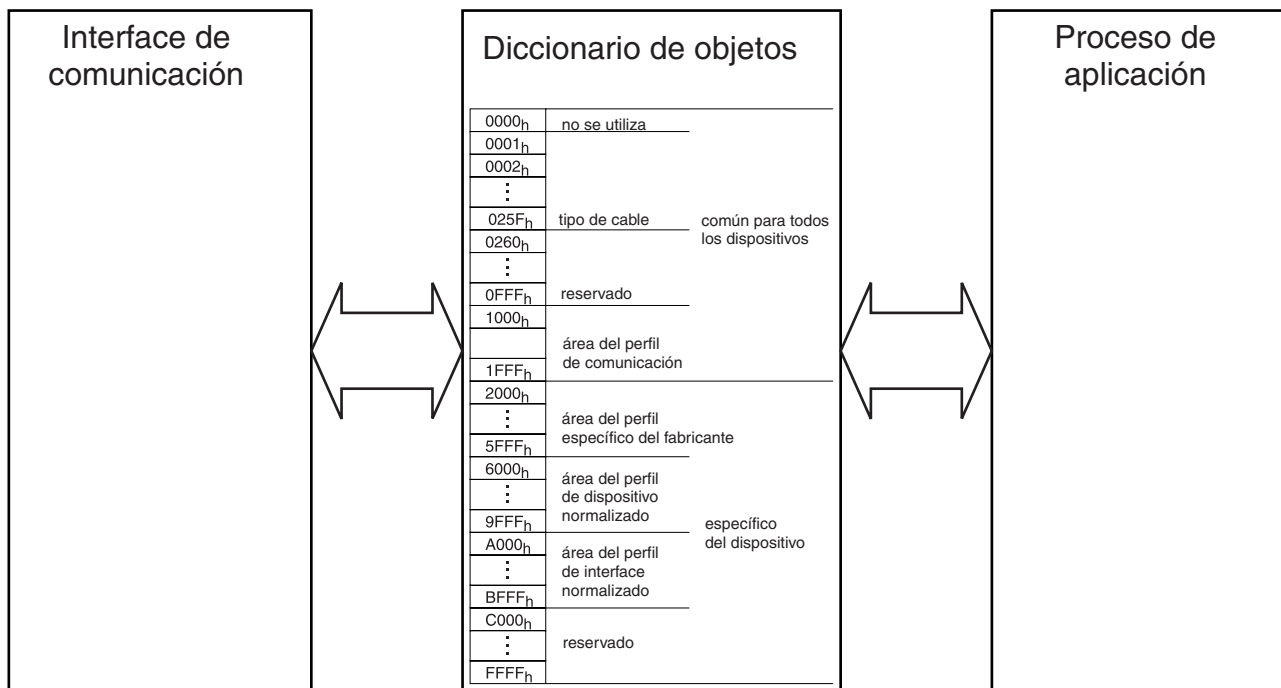 Interface de
comunicación
Diccionario de objetos
Proceso de
aplicación
0000h no se utiliza
0001h
0002h
⋮
025Fh tipo de cable
común para todos
los dispositivos
0260h
⋮
0FFFh reservado
1000h
área del perfil
de comunicación
1FFFh
2000h
⋮
área del perfil
específico del fabricante
5FFFh
6000h
⋮
área del perfil
de dispositivo
normalizado
9FFFh
específico
del dispositivo
A000h
⋮
área del perfil
de interface
normalizado
BFFFh
C000h
⋮
reservado
FFFFh